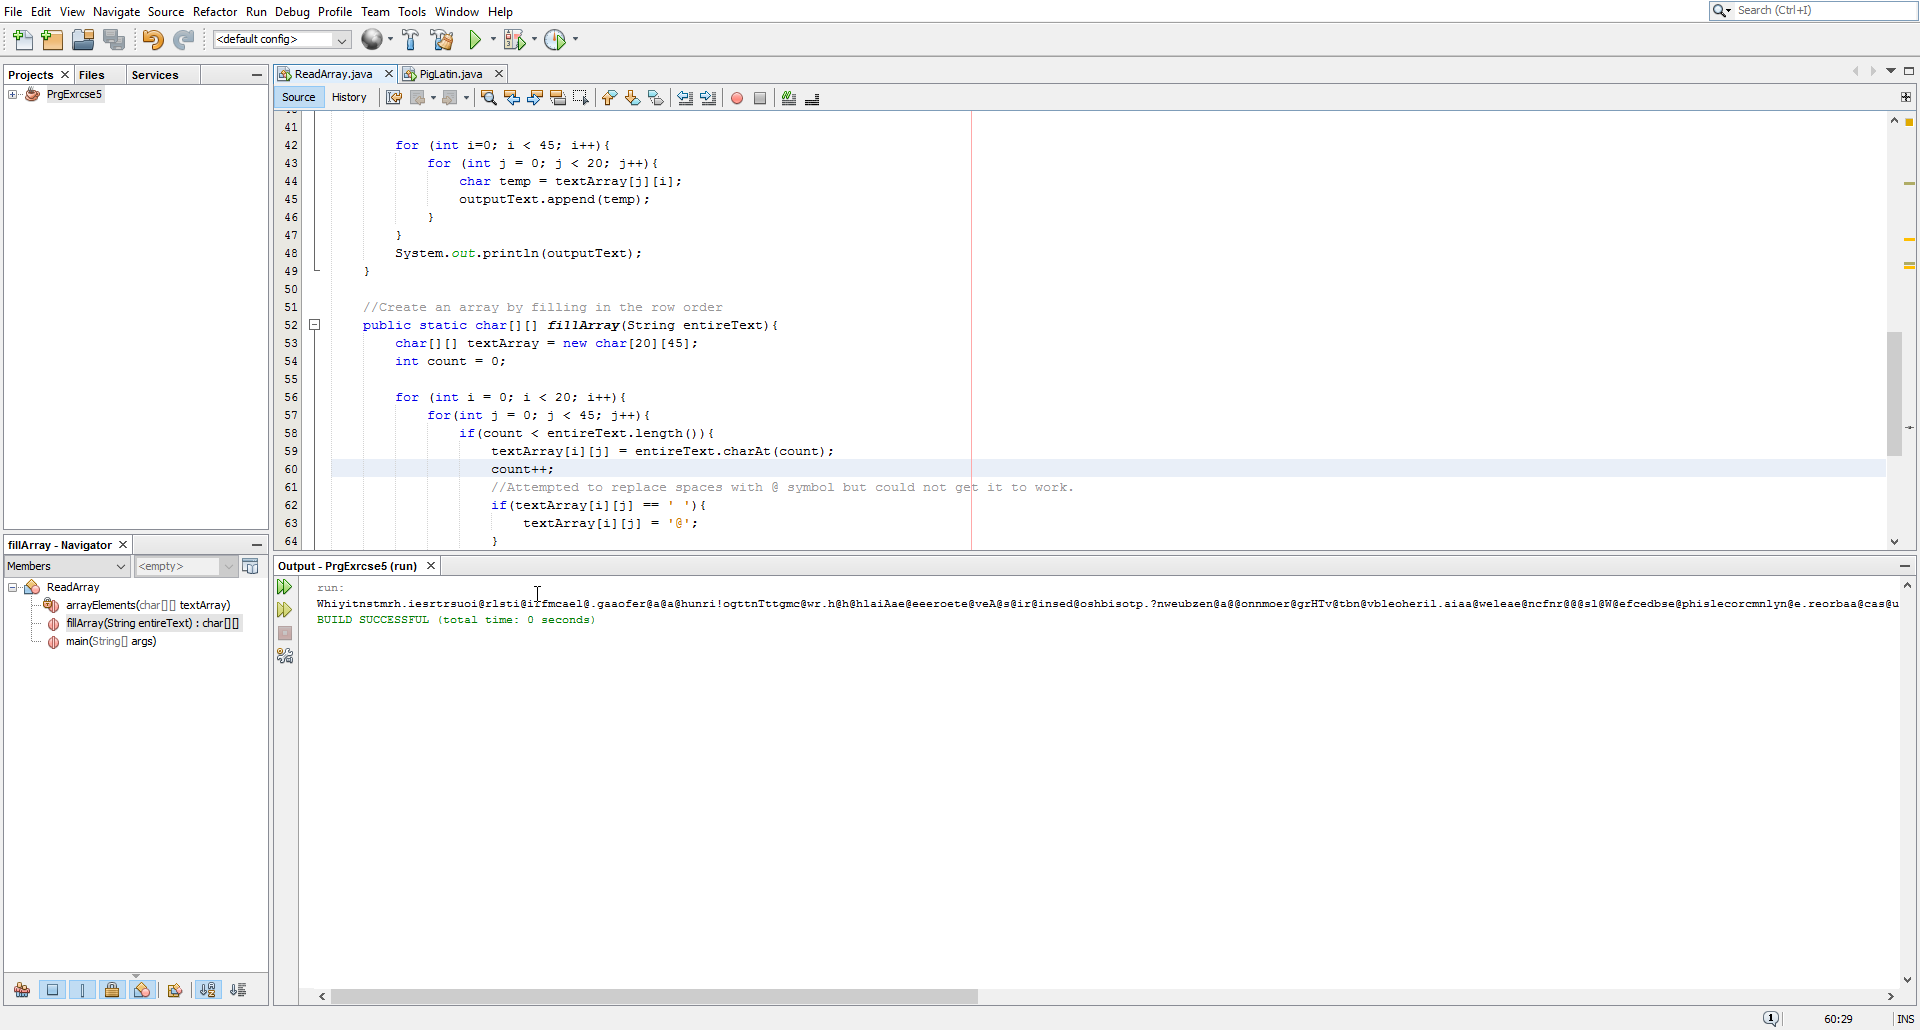 File Edit View Navigate Source Refactor Run Debug Profile Team Tools Window Help
Search (Ctrl+I)
<default config>
Projects Files Services
PrgExrcse5
ReadArray.java PigLatin.java
Source History
41
42 for (int i=0; i < 45; i++){
43 for (int j = 0; j < 20; j++){
44 char temp = textArray[j][i];
45 outputText.append(temp);
46 }
47 }
48 System.out.println(outputText);
49 }
50
51 //Create an array by filling in the row order
52 public static char[][] fillArray(String entireText){
53 char[][] textArray = new char[20][45];
54 int count = 0;
55
56 for (int i = 0; i < 20; i++){
57 for(int j = 0; j < 45; j++){
58 if(count < entireText.length()){
59 textArray[i][j] = entireText.charAt(count);
60 count++;
61 //Attempted to replace spaces with @ symbol but could not get it to work.
62 if(textArray[i][j] == ' '){
63 textArray[i][j] = '@';
64 }
fillArray - Navigator
Members <empty>
ReadArray
arrayElements(char[][] textArray)
fillArray(String entireText) : char[][]
main(String[] args)
Output - PrgExrcse5 (run)
run:
Whiyitnstmrh.iesrtrsuoi@rlsti@irfmcael@.gaaofer@a@a@hunri!ogttnTttgmc@wr.h@h@hlaiAae@eeeroete@veA@s@ir@insed@oshbisotp.?nweubzen@a@@onnmoer@grHTv@tbn@vbleoheril.aiaa@weleae@ncfnr@@@sl@W@efcedbse@phislecorcmnlyn@e.reorbaa@cas@u
BUILD SUCCESSFUL (total time: 0 seconds)
60:29 INS